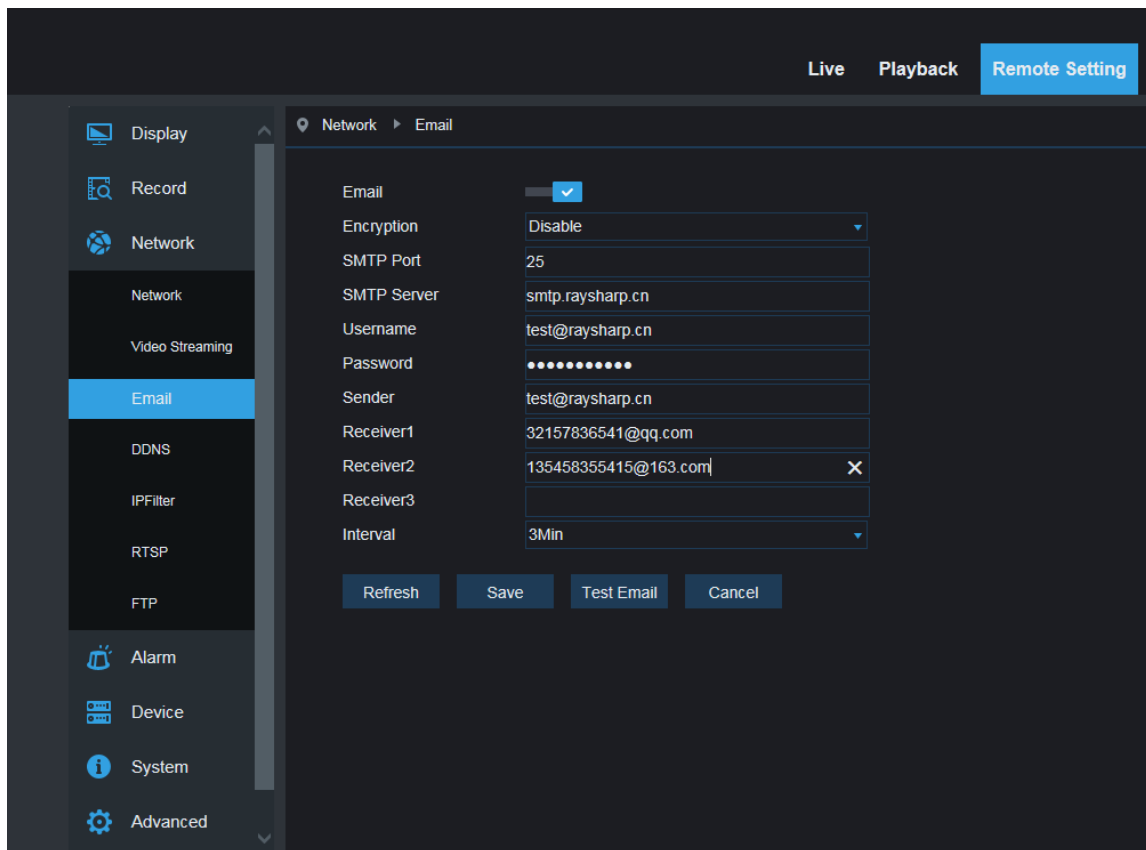 Live Playback Remote Setting
Display
Record
Network
Network
Video Streaming
Email
DDNS
IPFilter
RTSP
FTP
Alarm
Device
System
Advanced
Network Email
Email
Encryption Disable
SMTP Port 25
SMTP Server smtp.raysharp.cn
Username test@raysharp.cn
Password ●●●●●●●●●●●
Sender test@raysharp.cn
Receiver1 32157836541@qq.com
Receiver2 135458355415@163.com
Receiver3
Interval 3Min
Refresh Save Test Email Cancel